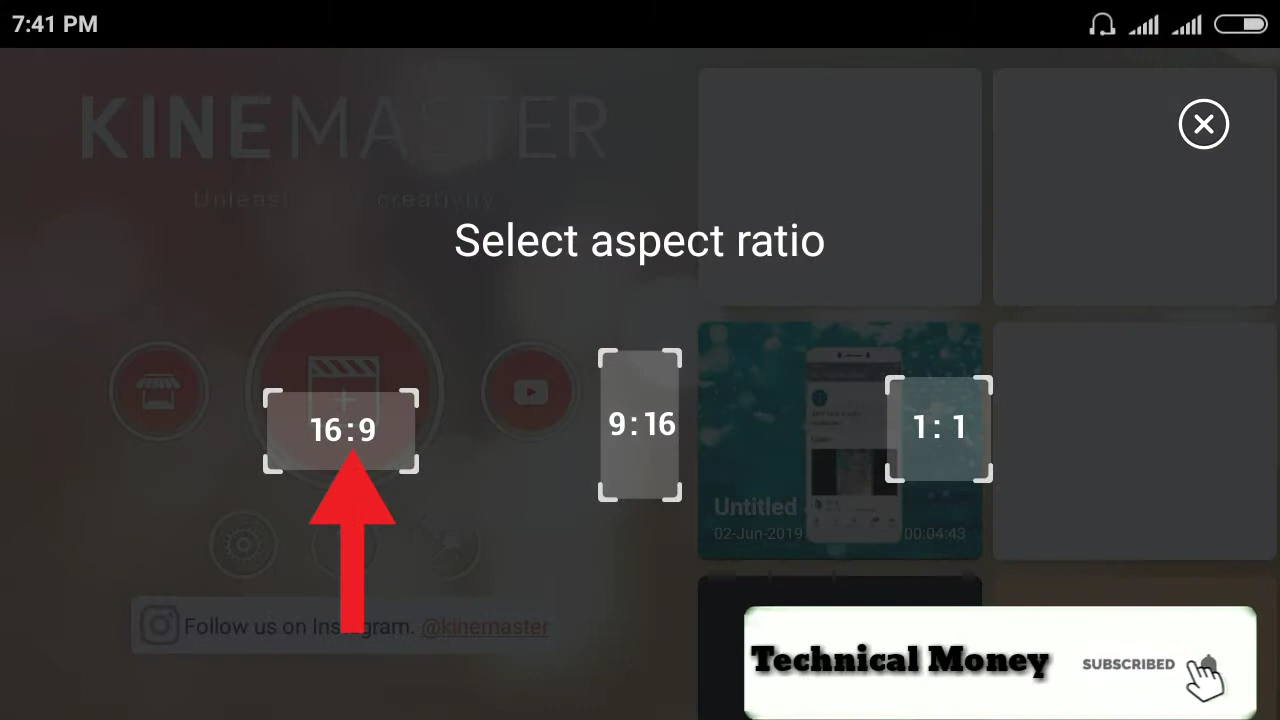 7:41 PM
KINEMASTER
creativity
Select aspect ratio
16:9
9:16
1:1
Untitled
02-Jun-2019
00:04:43
Follow us on Instagram. @kinemaster
Technical Money
SUBSCRIBED